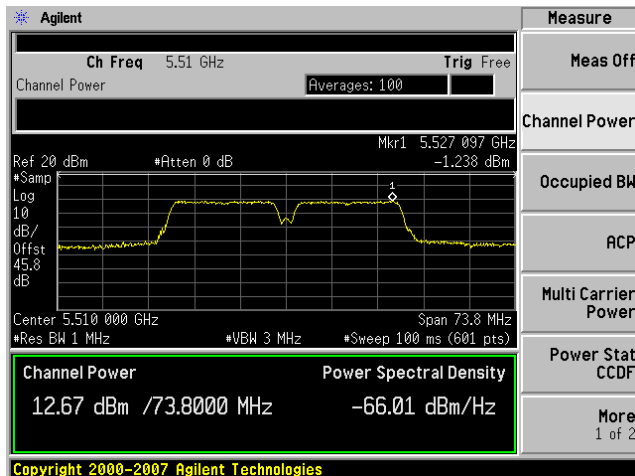 Agilent
Measure
Ch Freq 5.51 GHz Trig Free
Channel Power Averages: 100
Meas Off
Channel Power
Occupied BW
ACP
Multi Carrier
Power
Power Stat
CCDF
More
1 of 2
Mkr1 5.527 097 GHz
Ref 20 dBm #Atten 0 dB -1.238 dBm
#Samp
Log
10
dB/
Offst
45.8
dB
1
Center 5.510 000 GHz Span 73.8 MHz
#Res BW 1 MHz #VBW 3 MHz #Sweep 100 ms (601 pts)
Channel Power Power Spectral Density
12.67 dBm /73.8000 MHz -66.01 dBm/Hz
Copyright 2000-2007 Agilent Technologies